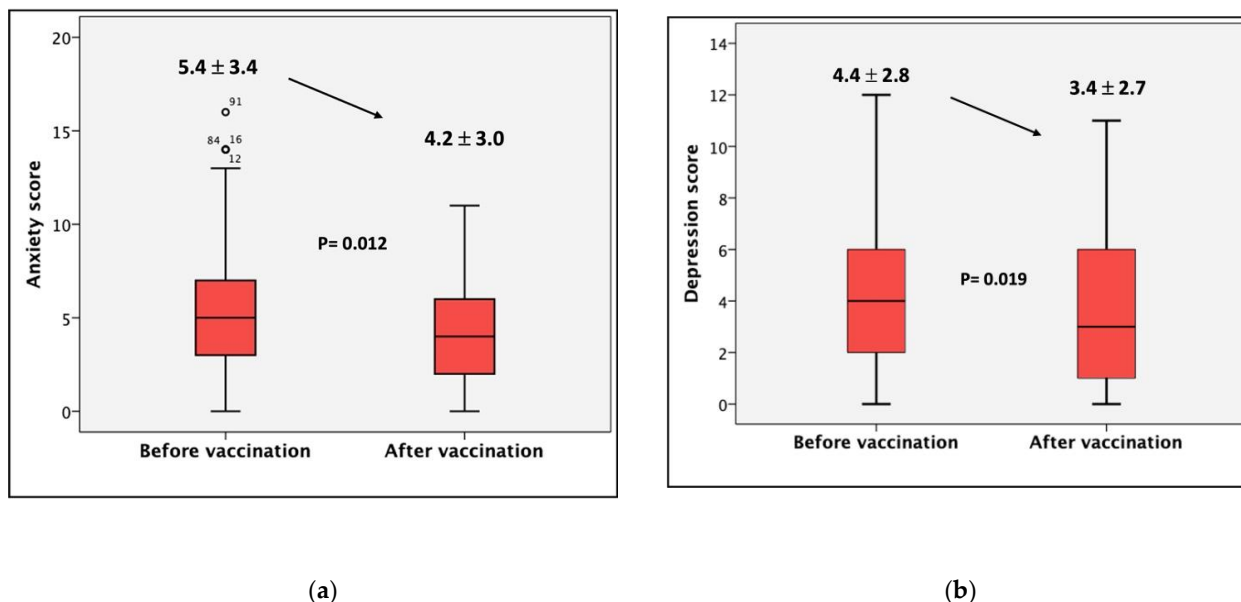 20
5.4 ± 3.4
91
15
84 16
12
4.2 ± 3.0
Anxiety score
10
P= 0.012
5
0
Before vaccination After vaccination
(a)
14
4.4 ± 2.8
3.4 ± 2.7
12
10
8
Depression score
6
P= 0.019
4
2
0
Before vaccination After vaccination
(b)